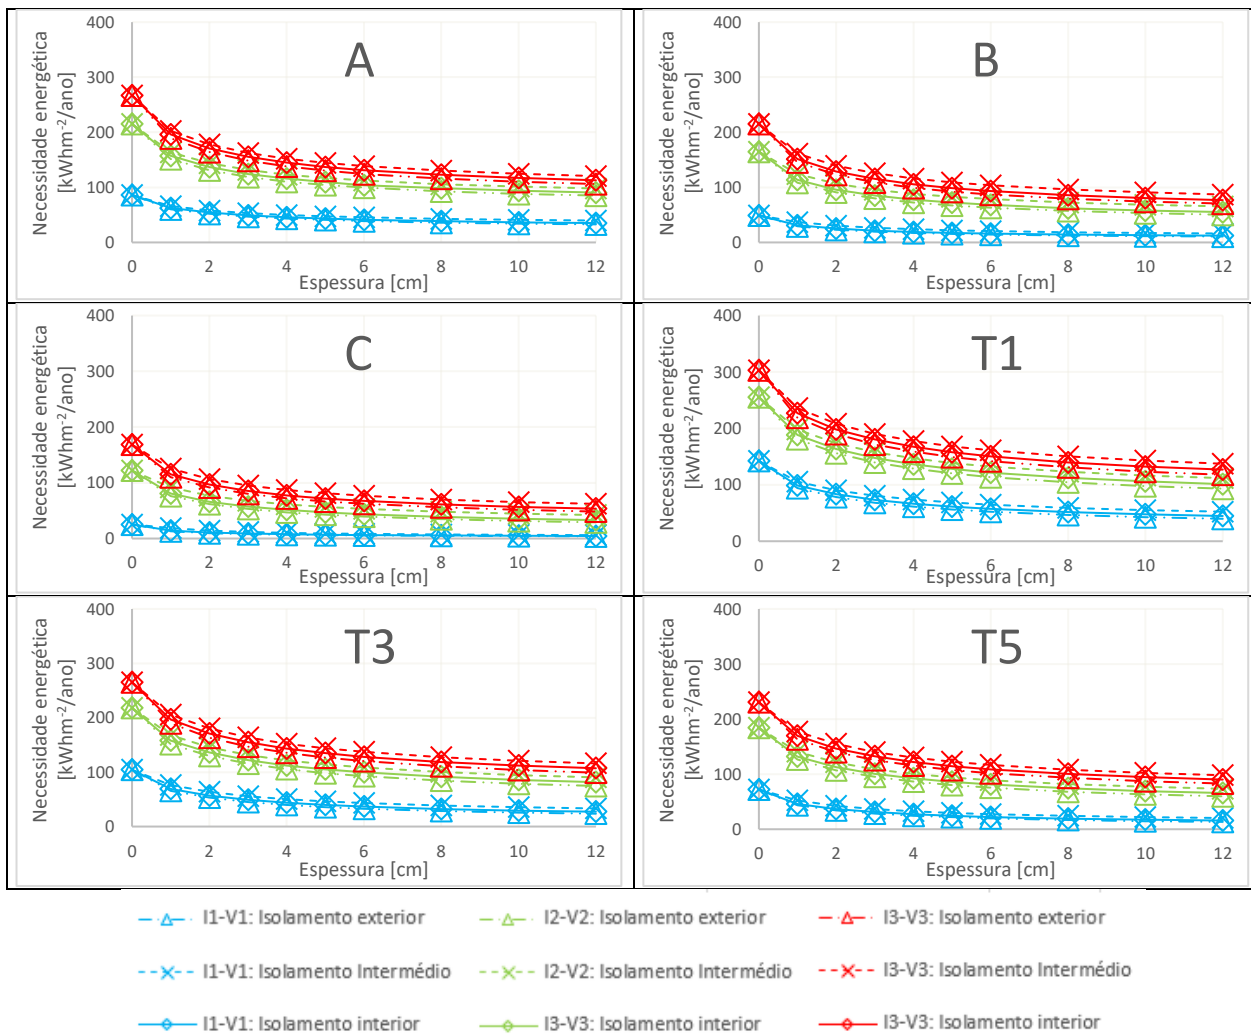 Necessidade energética
[kWhm-2/ano]
400
300
200
100
0
A
0 2 4 6 8 10 12
Espessura [cm]
Necessidade energética
[kWhm-2/ano]
400
300
200
100
0
B
0 2 4 6 8 10 12
Espessura [cm]
Necessidade energética
[kWhm-2/ano]
400
300
200
100
0
C
0 2 4 6 8 10 12
Espessura [cm]
Necessidade energética
[kWhm-2/ano]
400
300
200
100
0
T1
0 2 4 6 8 10 12
Espessura [cm]
Necessidade energética
[kWhm-2/ano]
400
300
200
100
0
T3
0 2 4 6 8 10 12
Espessura [cm]
Necessidade energética
[kWhm-2/ano]
400
300
200
100
0
T5
0 2 4 6 8 10 12
Espessura [cm]
I1-V1: Isolamento exterior I2-V2: Isolamento exterior I3-V3: Isolamento exterior
I1-V1: Isolamento Intermédio I2-V2: Isolamento Intermédio I3-V3: Isolamento Intermédio
I1-V1: Isolamento interior I3-V3: Isolamento interior I3-V3: Isolamento interior